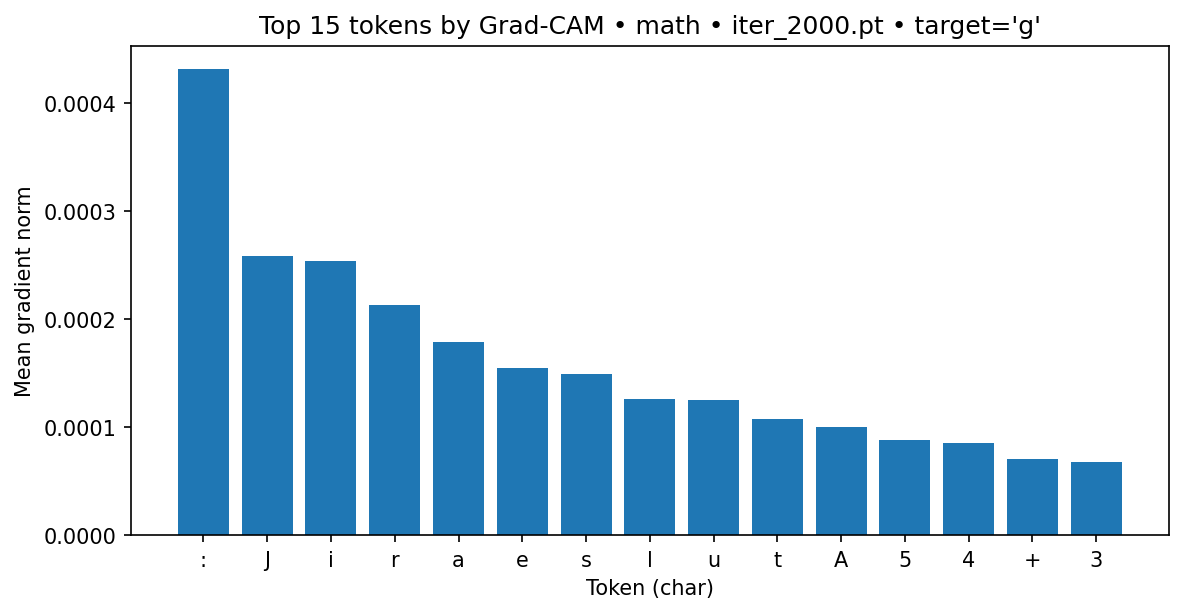 Top 15 tokens by Grad-CAM • math • iter_2000.pt • target='g'
Mean gradient norm
0.0004
0.0003
0.0002
0.0001
0.0000
: J i r a e s l u t A 5 4 + 3
Token (char)